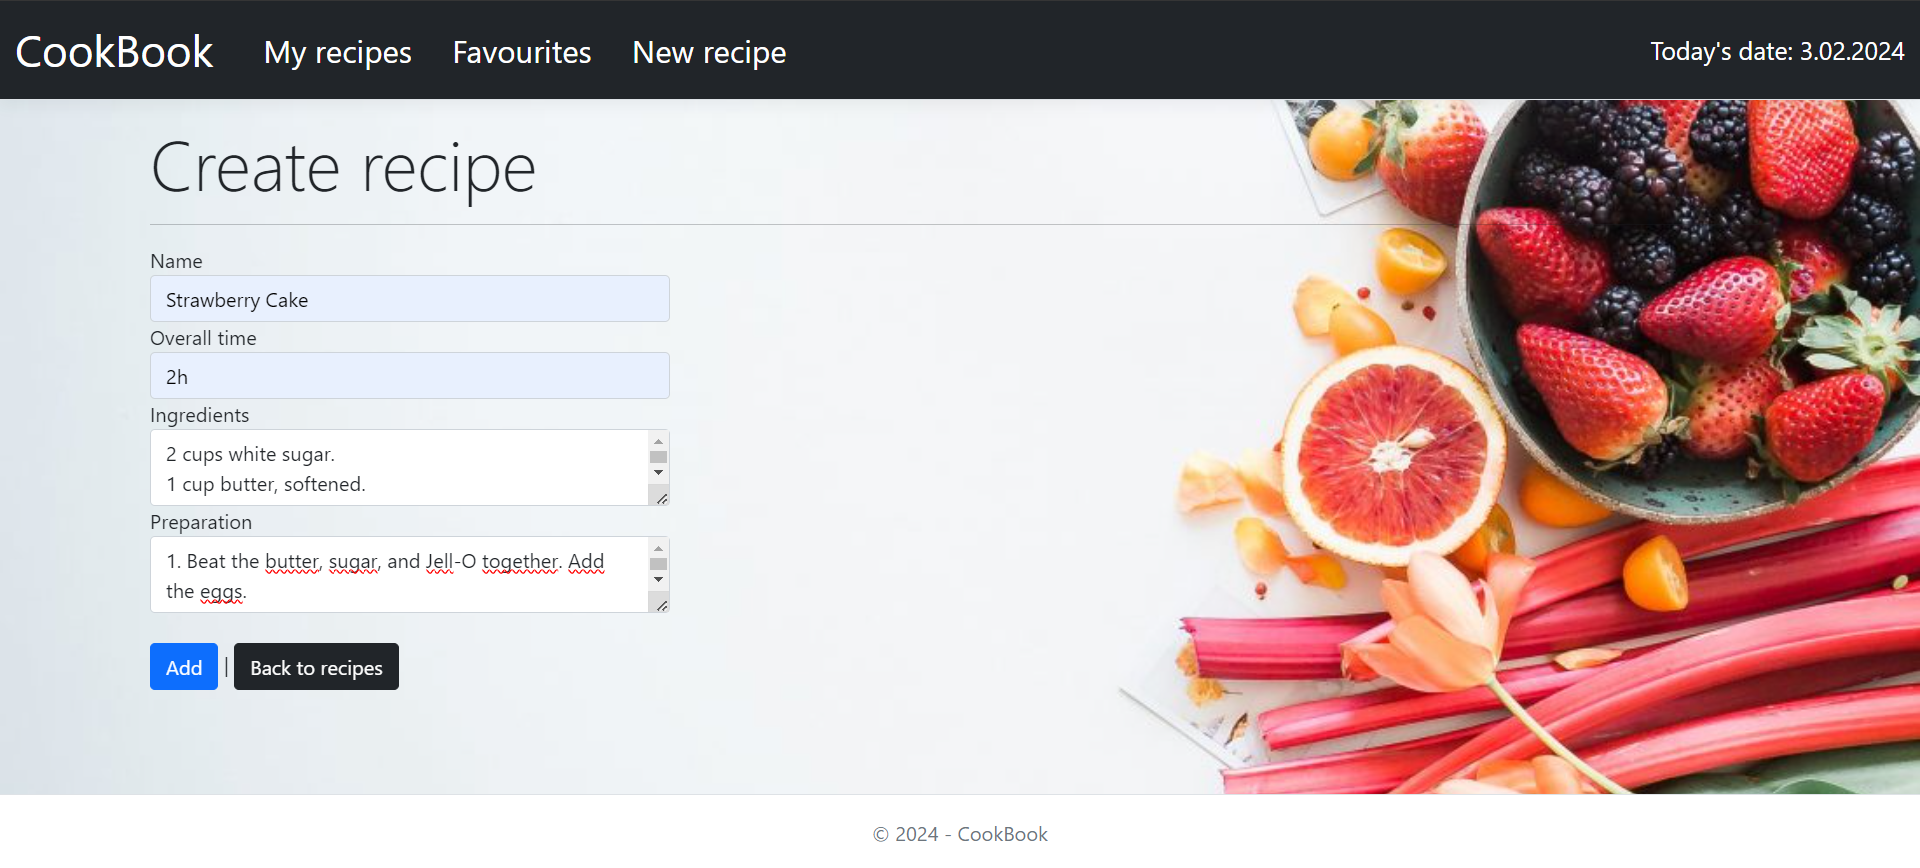 CookBook My recipes Favourites New recipe Today's date: 3.02.2024
Create recipe
Name
Strawberry Cake
Overall time
2h
Ingredients
2 cups white sugar.
1 cup butter, softened.
Preparation
1. Beat the butter, sugar, and Jell-O together. Add
the eggs.
Add | Back to recipes
© 2024 - CookBook